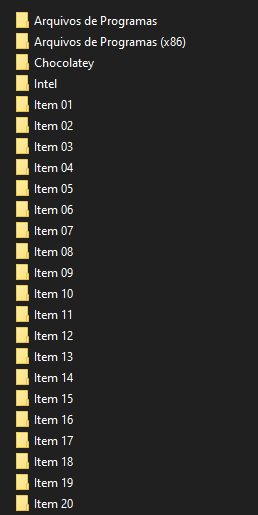 Arquivos de Programas
Arquivos de Programas (x86)
Chocolatey
Intel
Item 01
Item 02
Item 03
Item 04
Item 05
Item 06
Item 07
Item 08
Item 09
Item 10
Item 11
Item 12
Item 13
Item 14
Item 15
Item 16
Item 17
Item 18
Item 19
Item 20